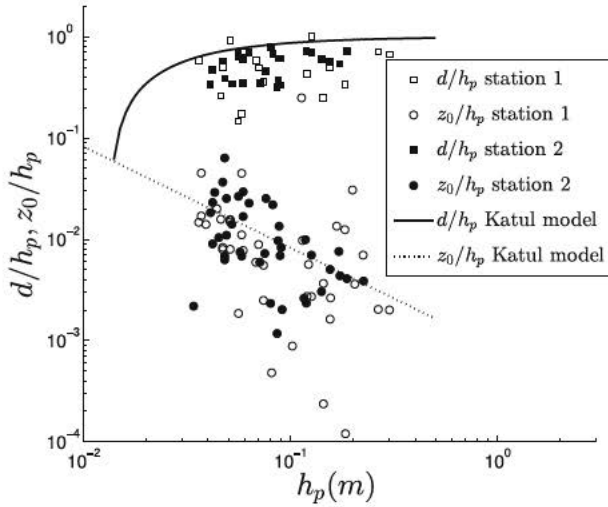 10^0
10^-1
10^-2
10^-3
10^-4
d/h_p, z_0/h_p
d/h_p station 1
z_0/h_p station 1
d/h_p station 2
z_0/h_p station 2
d/h_p Katul model
z_0/h_p Katul model
10^-2 10^-1 10^0
h_p(m)